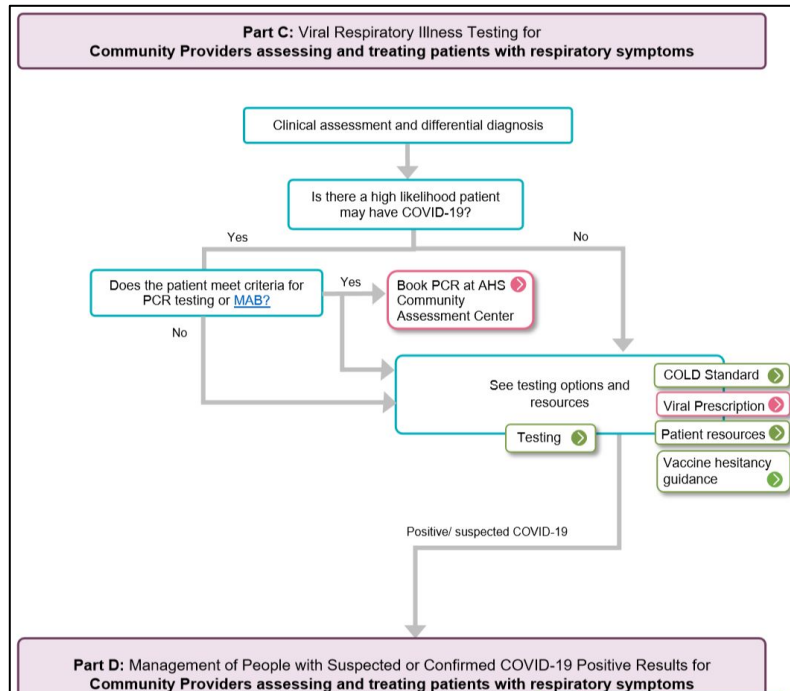 Part C: Viral Respiratory Illness Testing for
Community Providers assessing and treating patients with respiratory symptoms
Clinical assessment and differential diagnosis
Is there a high likelihood patient
may have COVID-19?
Yes
No
Does the patient meet criteria for
PCR testing or MAB?
Yes
Book PCR at AHS
Community
Assessment Center
No
See testing options and
resources
COLD Standard
Viral Prescription
Patient resources
Vaccine hesitancy
guidance
Testing
Positive/ suspected COVID-19
Part D: Management of People with Suspected or Confirmed COVID-19 Positive Results for
Community Providers assessing and treating patients with respiratory symptoms